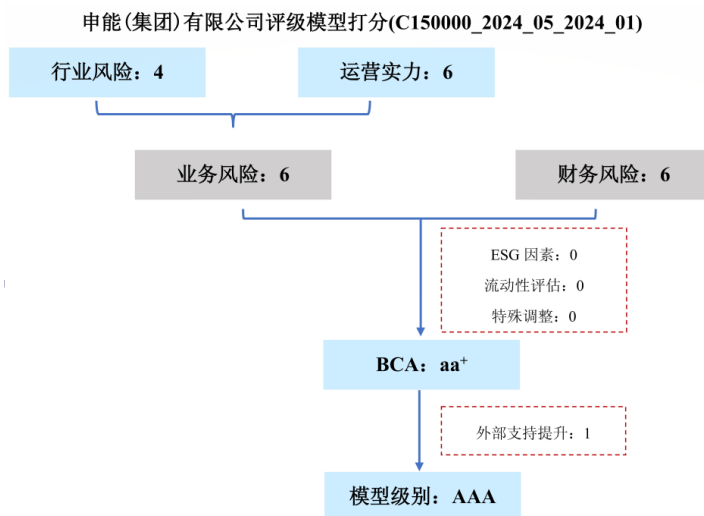 申能(集团)有限公司评级模型打分(C150000_2024_05_2024_01)
行业风险：4
运营实力：6
业务风险：6
财务风险：6
ESG 因素：0
流动性评估：0
特殊调整：0
BCA：aa⁺
外部支持提升：1
模型级别：AAA